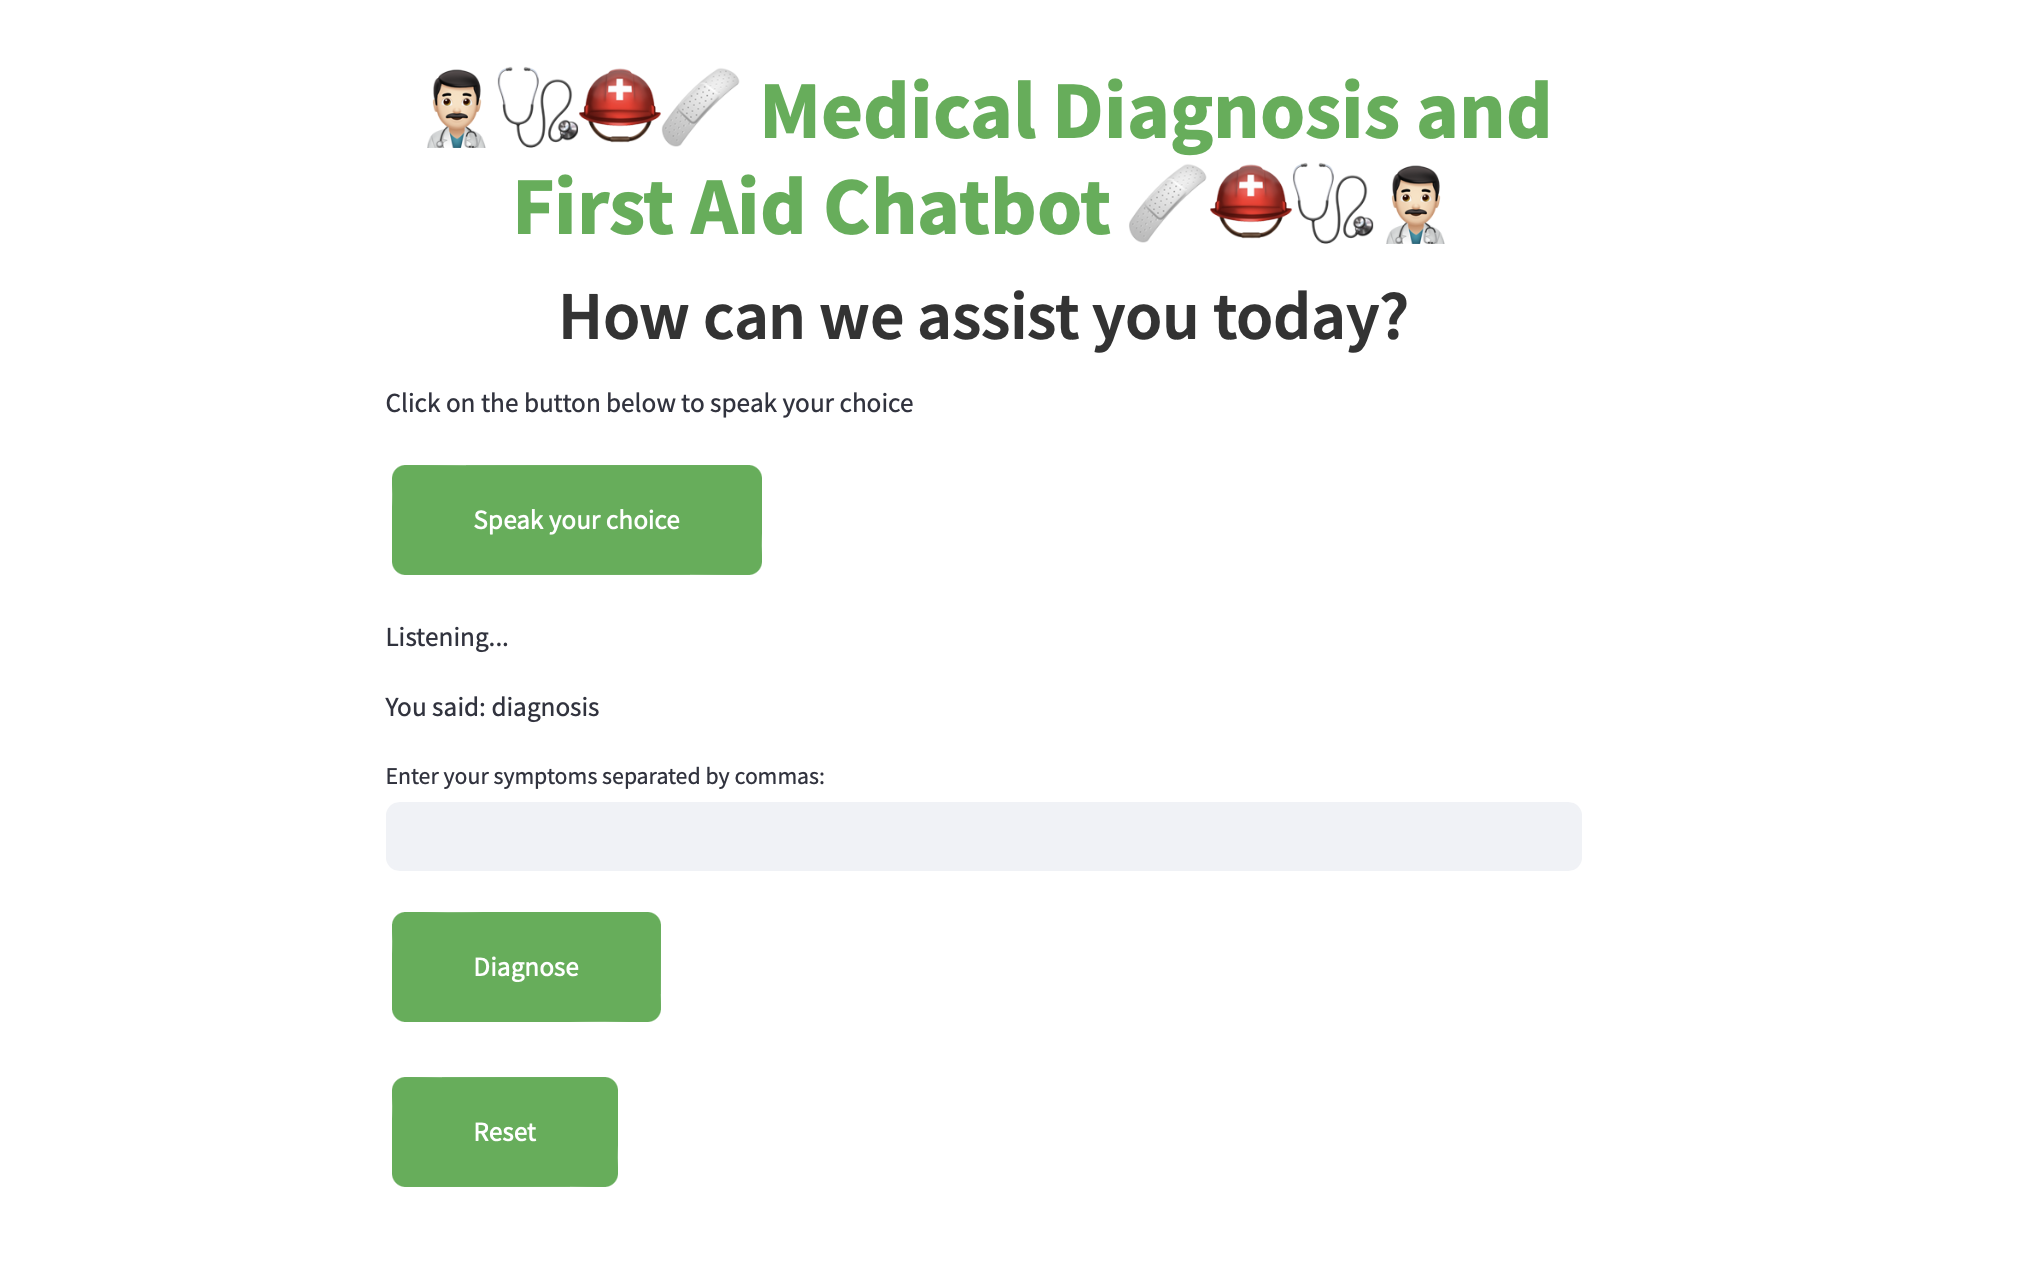 Medical Diagnosis and
First Aid Chatbot
How can we assist you today?
Click on the button below to speak your choice
Speak your choice
Listening...
You said: diagnosis
Enter your symptoms separated by commas:
Diagnose
Reset